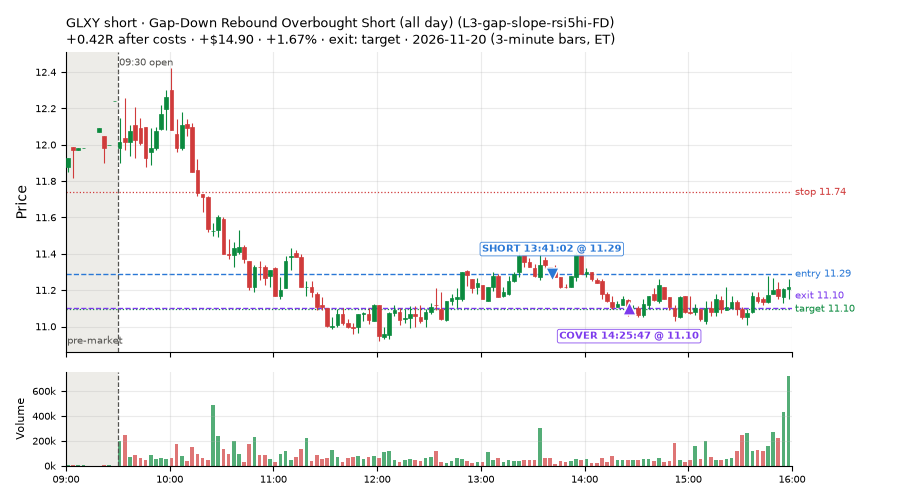 GLXY short · Gap-Down Rebound Overbought Short (all day) (L3-gap-slope-rsi5hi-FD)
+0.42R after costs · +$14.90 · +1.67% · exit: target · 2026-11-20 (3-minute bars, ET)
09:30 open
12.4
12.2
12.0
11.8
11.6
11.4
11.2
11.0
Price
stop 11.74
SHORT 13:41:02 @ 11.29
entry 11.29
exit 11.10
target 11.10
COVER 14:25:47 @ 11.10
pre-market
Volume
600k
400k
200k
0k
09:00
10:00
11:00
12:00
13:00
14:00
15:00
16:00